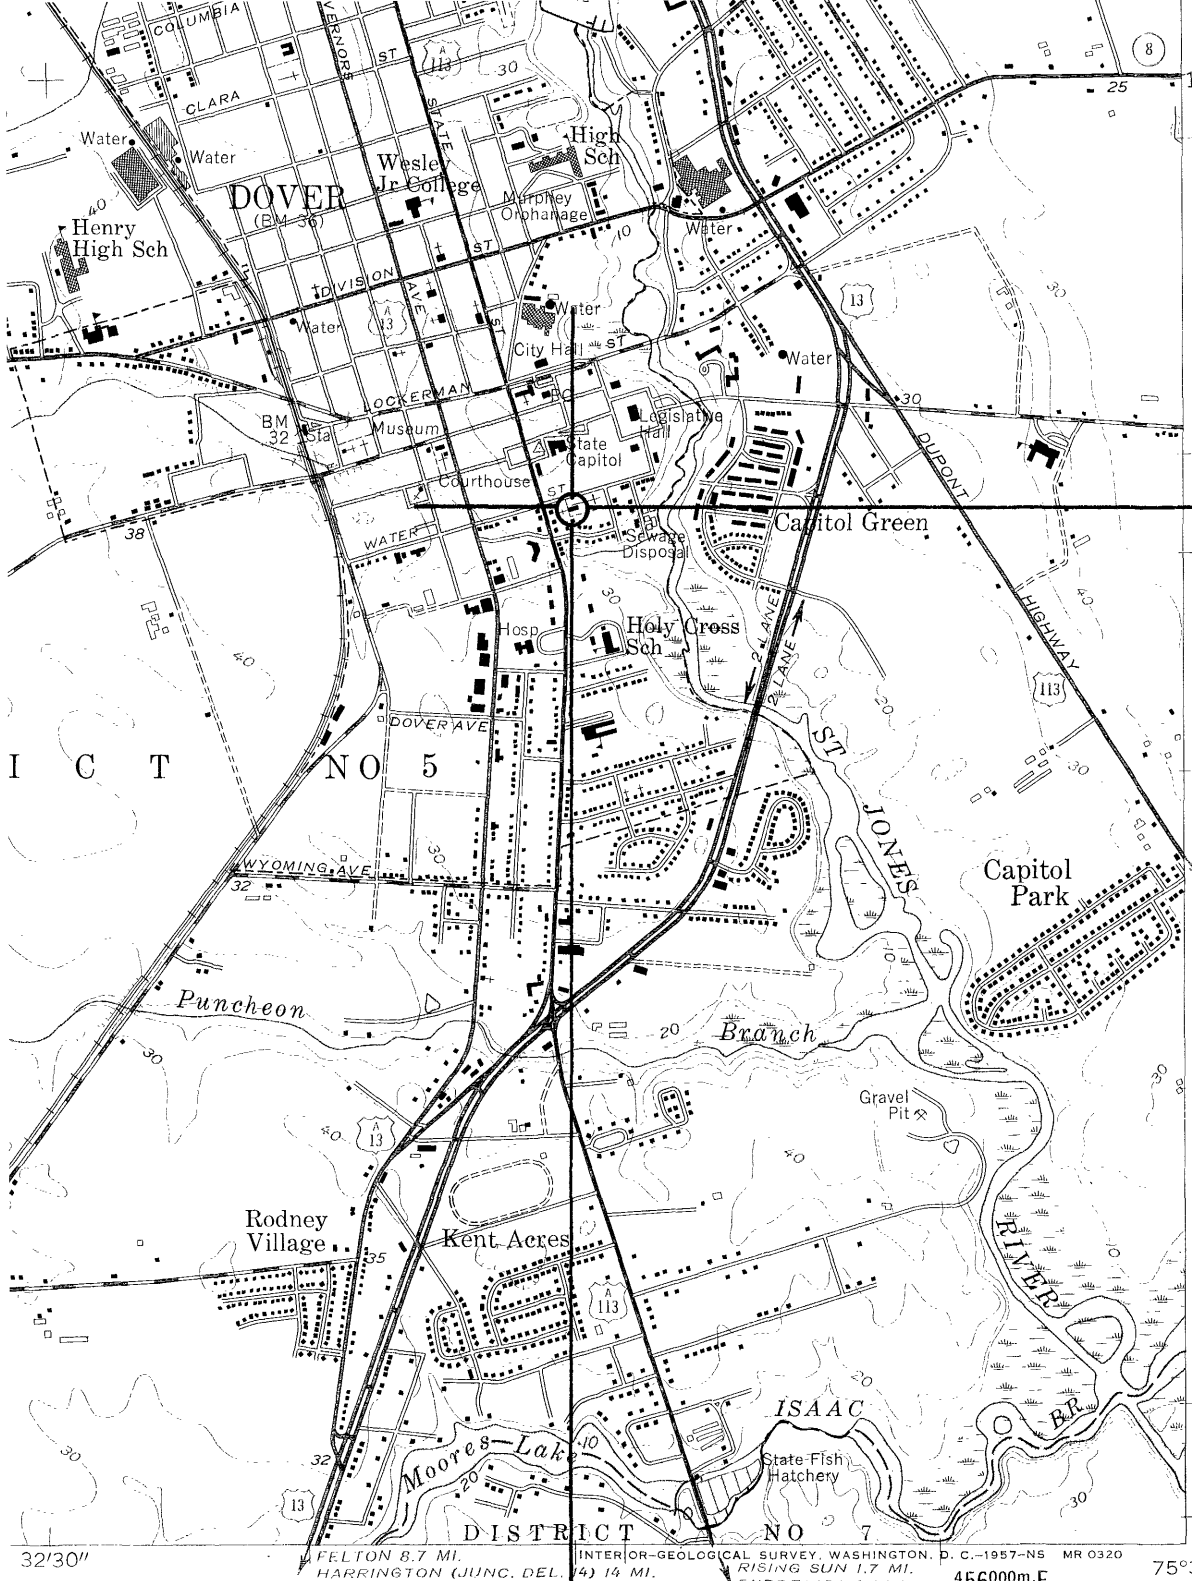 COLUMBIA
VERNORS
ST
A
113
30
8
25
CLARA
STATE
Water
Water
High
Sch
Wesley
Jr College
DOVER
(BM 36)
Murphey
Orphanage
40
Henry
High Sch
10
Water
ST
DIVISION
AVE
A
13
Water
Water
ST
13
30
City Hall
ST
Water
LOCKERMAN
PO
30
BM
32
Sta
Museum
Legislative
Hall
State
Capitol
DUPONT
Courthouse
ST
38
WATER
Capitol Green
Sewage
Disposal
30
40
HIGHWAY
Hosp
Holy Cross
Sch
2 LANE
2 LANE
40
113
20
DOVER AVE
ST
I C T NO 5
30
JONES
30
WYOMING AVE
32
Capitol
Park
10
Puncheon
20
Branch
30
30
Gravel
Pit
A
13
40
40
Rodney
Village
Kent Acres
35
RIVER
10
A
113
20
ISAAC
BR
Moores Lake
10
32
20
State Fish
Hatchery
30
30
13
DISTRICT NO 7
32'30"
FELTON 8.7 MI.
INTERIOR-GEOLOGICAL SURVEY, WASHINGTON, D. C.-1957-NS MR 0320
HARRINGTON (JUNC. DEL. 14) 14 MI.
RISING SUN 1.7 MI.
456000m.E
75°